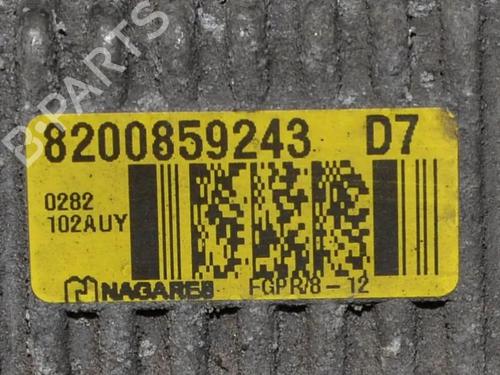 B-PARTS
8200859243 D7
0282
102AUY
NAGARES FGPR/8-12